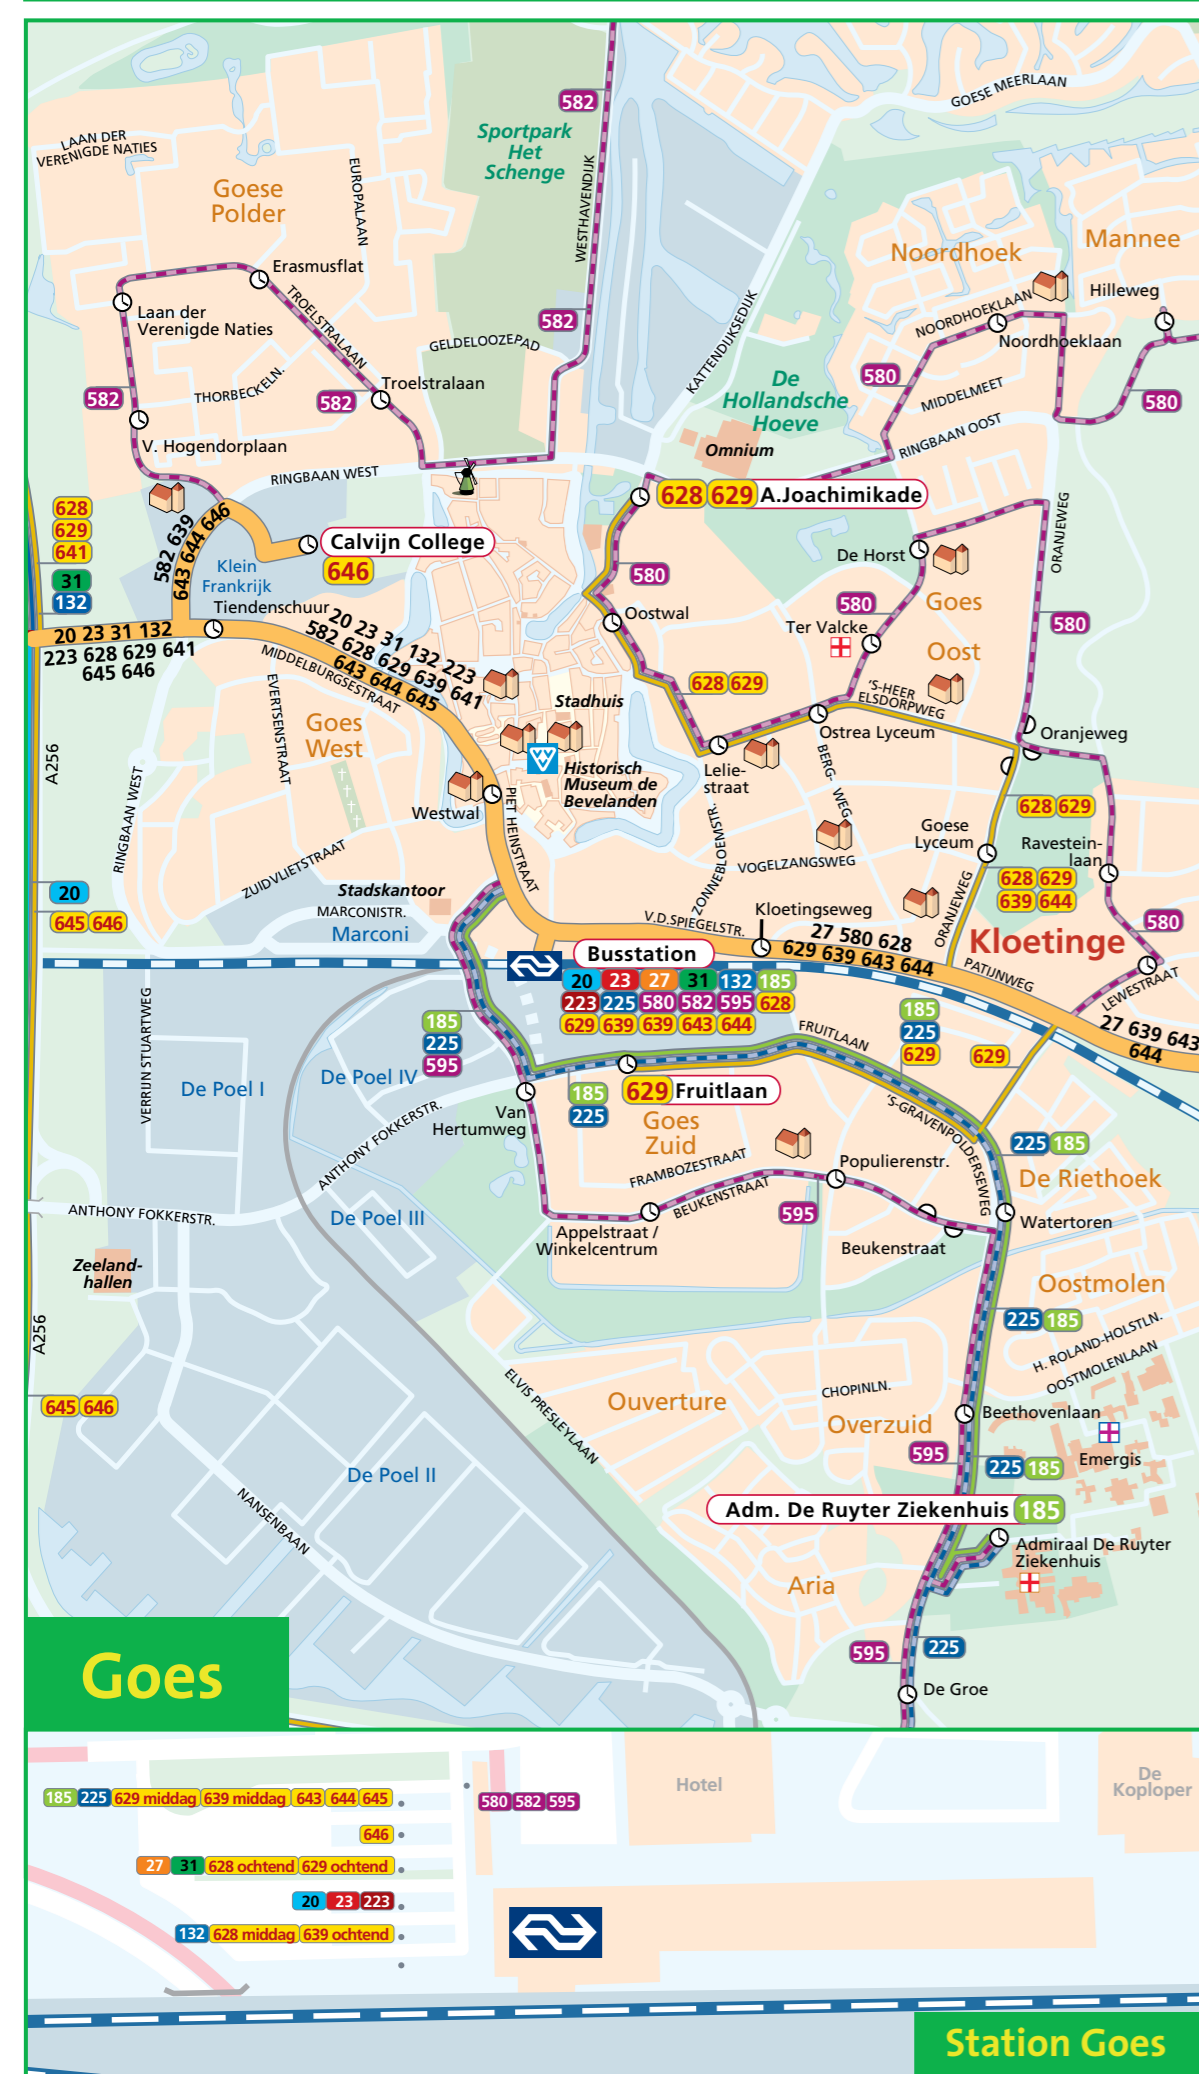 582
GOESE MEERLAAN
Sportpark
Het
Schenge
LAAN DER
VERENIGDE NATIES
EUROPALAAN
WESTHAVENDIJK
Goese
Polder
Noordhoek
Mannee
Erasmusflat
Hilleweg
Laan der
Verenigde Naties
TROELSTRALAAN
582
KATTENDIJKSEDIJK
NOORDHOEKLAAN
Noordhoeklaan
GELDELOOZEPAD
THORBECKELN.
Troelstralaan
582
582
De
Hollandsche
Hoeve
580
MIDDELMEET
580
V. Hogendorplaan
Omnium
RINGBAAN OOST
RINGBAAN WEST
628
629
641
31
132
582 639
643 644 646
Calvijn College
646
628 629 A.Joachimikade
ORANJEWEG
De Horst
Klein
Frankrijk
Tiendenschuur
580
Oostwal
580
Goes
Oost
Ter Valcke
580
20 23 31 132
223 628 629 641
645 646
20 23 31 132 223
582 628 629 639 641
643 644 645
MIDDELBURGSESTRAAT
EVERTSENSTRAAT
Goes
West
Stadhuis
628 629
'S-HEER
ELSDORPWEG
Ostrea Lyceum
Oranjeweg
A256
RINGBAAN WEST
Historisch
Museum de
Bevelanden
Lelie-
straat
BERG-
WEG
Westwal
PIET HEINSTRAAT
ZONNEBLOEMSTR.
628 629
Goese
Lyceum
Ravestein-
laan
VOGELZANGSWEG
ZUIDVLIETSTRAAT
20
645 646
Stadskantoor
MARCONISTR.
Marconi
628 629
639 644
ORANJEWEG
580
V.D.SPIEGELSTR.
Kloetingseweg
27 580 628
629 639 643 644
Kloetinge
PATIJNWEG
LEWESTRAAT
27 639 643
644
Busstation
20 23 27 31 132 185
223 225 580 582 595 628
629 639 639 643 644
VERRIJN STUARTWEG
185
225
595
FRUITLAAN
185
225
629
629
De Poel I
De Poel IV
ANTHONY FOKKERSTR.
Van
Hertumweg
185
225
629 Fruitlaan
Goes
Zuid
'S-GRAVENPOLDERSEWEG
225 185
De Riethoek
FRAMBOZESTRAAT
Populierenstr.
BEUKENSTRAAT
595
ANTHONY FOKKERSTR.
De Poel III
Appelstraat /
Winkelcentrum
Beukenstraat
Watertoren
Zeeland-
hallen
Oostmolen
A256
225 185
H. ROLAND-HOLSTLN.
OOSTMOLENLAAN
645 646
ELVIS PRESLEYLAAN
Ouverture
CHOPINLN.
Overzuid
Beethovenlaan
595
225 185
Emergis
De Poel II
NANSENBAAN
Adm. De Ruyter Ziekenhuis 185
Admiraal De Ruyter
Ziekenhuis
Aria
595
225
De Groe
Goes
185 225 629 middag 639 middag 643 644 645
580 582 595
Hotel
De
Koploper
646
27 31 628 ochtend 629 ochtend
20 23 223
132 628 middag 639 ochtend
Station Goes